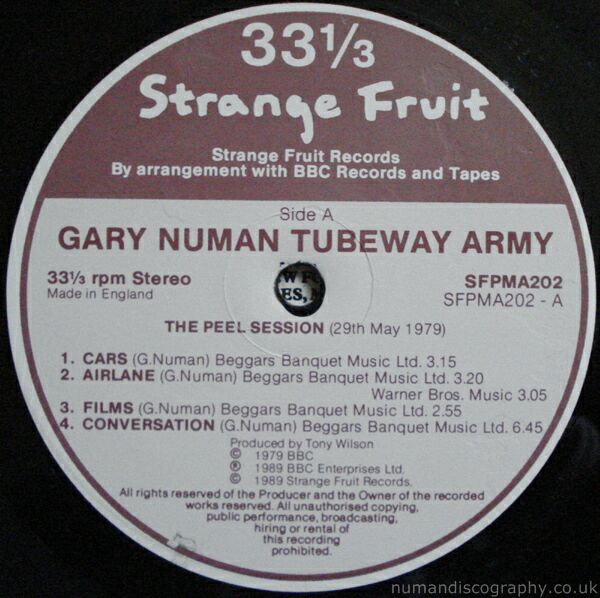 33⅓
Strange Fruit
Strange Fruit Records
By arrangement with BBC Records and Tapes
Side A
GARY NUMAN TUBEWAY ARMY
33⅓ rpm Stereo
Made in England
SFPMA202
SFPMA202 - A
THE PEEL SESSION (29th May 1979)
1. CARS (G.Numan) Beggars Banquet Music Ltd. 3.15
2. AIRLANE (G.Numan) Beggars Banquet Music Ltd. 3.20
Warner Bros. Music 3.05
3. FILMS (G.Numan) Beggars Banquet Music Ltd. 2.55
4. CONVERSATION (G.Numan) Beggars Banquet Music Ltd. 6.45
Produced by Tony Wilson
© 1979 BBC
® 1989 BBC Enterprises Ltd.
© 1989 Strange Fruit Records.
All rights reserved of the Producer and the Owner of the recorded
works reserved. All unauthorised copying,
public performance, broadcasting,
hiring or rental of
this recording
prohibited.
numandiscography.co.uk